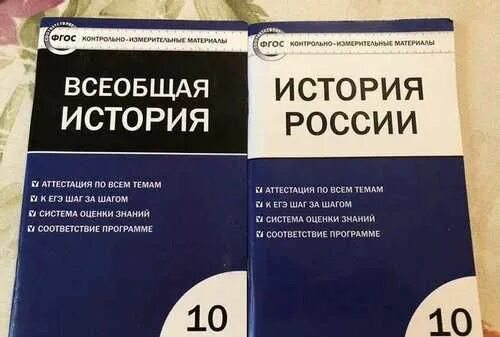 ФГОС
КОНТРОЛЬНО-ИЗМЕРИТЕЛЬНЫЕ МАТЕРИАЛЫ
ВСЕОБЩАЯ
ИСТОРИЯ
АТТЕСТАЦИЯ ПО ВСЕМ ТЕМАМ
К ЕГЭ ШАГ ЗА ШАГОМ
СИСТЕМА ОЦЕНКИ ЗНАНИЙ
СООТВЕТСТВИЕ ПРОГРАММЕ
10
ФГОС
КОНТРОЛЬНО-ИЗМЕРИТЕЛЬНЫЕ МАТЕРИАЛЫ
ИСТОРИЯ
РОССИИ
АТТЕСТАЦИЯ ПО ВСЕМ ТЕМАМ
К ЕГЭ ШАГ ЗА ШАГОМ
СИСТЕМА ОЦЕНКИ ЗНАНИЙ
СООТВЕТСТВИЕ ПРОГРАММЕ
10